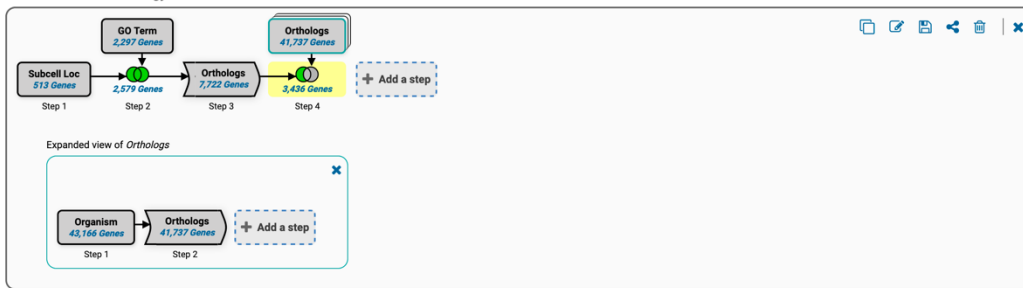 GO Term
2,297 Genes
Orthologs
41,737 Genes
Subcell Loc
513 Genes
2,579 Genes
Orthologs
7,722 Genes
3,436 Genes
Add a step
Step 1
Step 2
Step 3
Step 4
Expanded view of Orthologs
Organism
43,166 Genes
Orthologs
41,737 Genes
Add a step
Step 1
Step 2